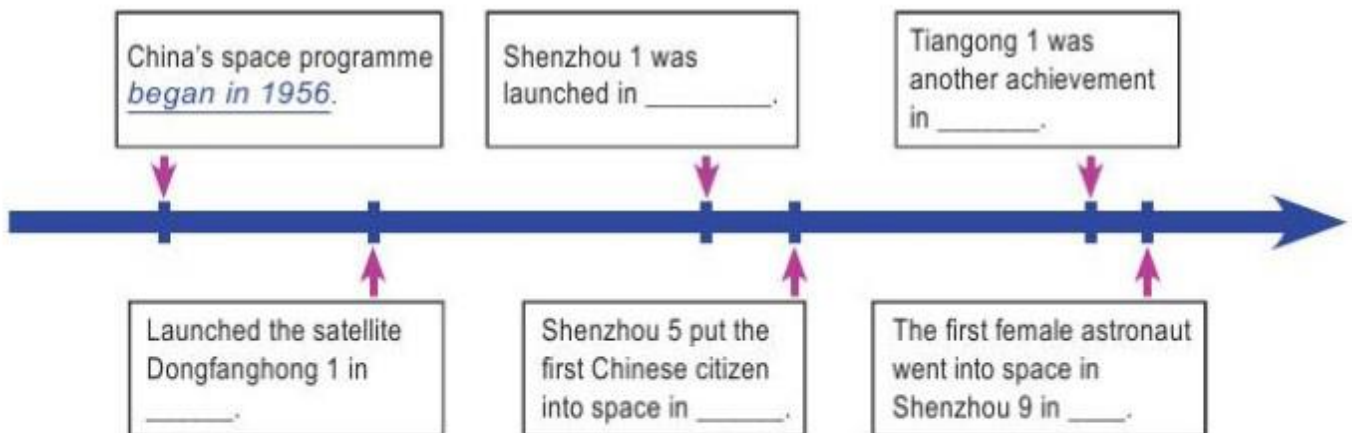 China's space programme
began in 1956.
Shenzhou 1 was
launched in _________.
Tiangong 1 was
another achievement
in _______.
Launched the satellite
Dongfanghong 1 in
______.
Shenzhou 5 put the
first Chinese citizen
into space in ______.
The first female astronaut
went into space in
Shenzhou 9 in ____.